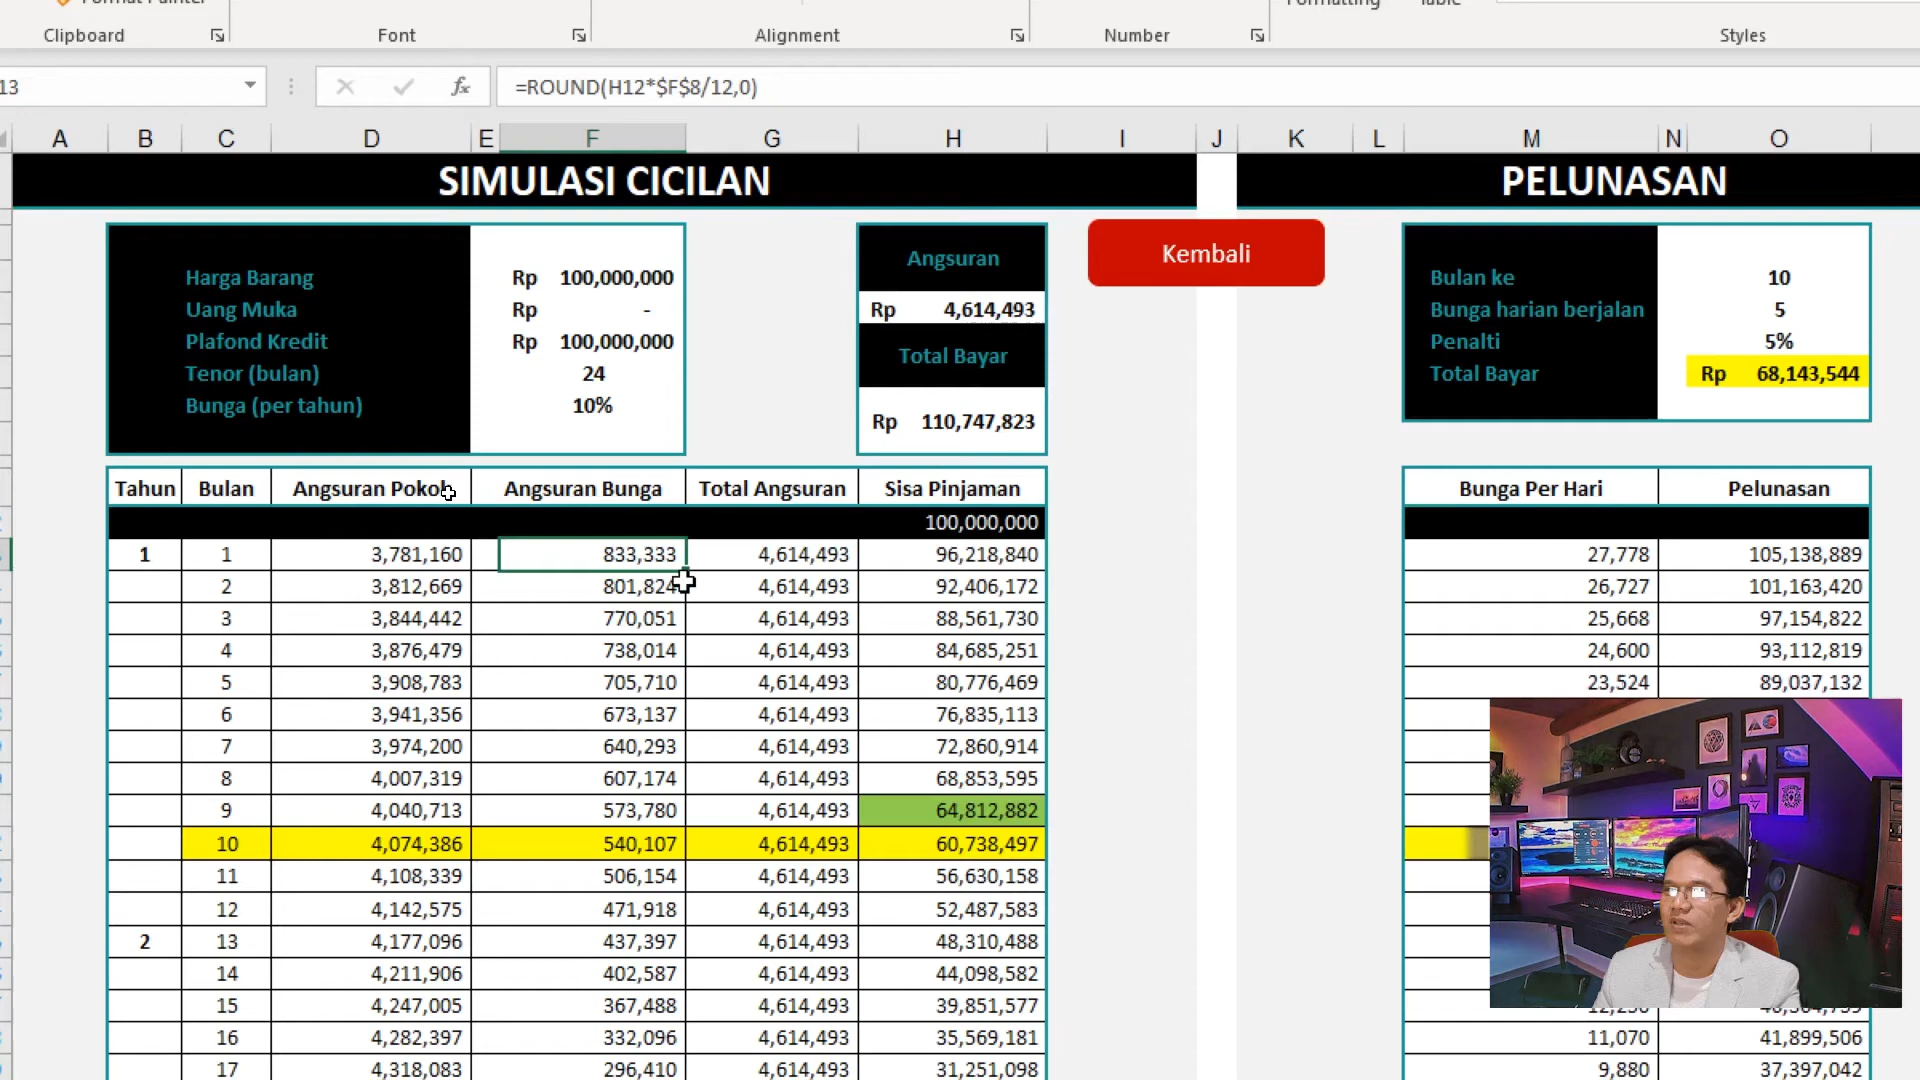 Clipboard Font Alignment Number Styles
13 fx =ROUND(H12*$F$8/12,0)
A B C D E F G H I J K L M N O
SIMULASI CICILAN PELUNASAN
Harga Barang Rp 100,000,000
Uang Muka Rp -
Plafond Kredit Rp 100,000,000
Tenor (bulan) 24
Bunga (per tahun) 10%
Angsuran
Rp 4,614,493
Total Bayar
Rp 110,747,823
Kembali
Bulan ke 10
Bunga harian berjalan 5
Penalti 5%
Total Bayar Rp 68,143,544
Tahun Bulan Angsuran Pokok Angsuran Bunga Total Angsuran Sisa Pinjaman Bunga Per Hari Pelunasan
100,000,000
1 1 3,781,160 833,333 4,614,493 96,218,840 27,778 105,138,889
2 3,812,669 801,824 4,614,493 92,406,172 26,727 101,163,420
3 3,844,442 770,051 4,614,493 88,561,730 25,668 97,154,822
4 3,876,479 738,014 4,614,493 84,685,251 24,600 93,112,819
5 3,908,783 705,710 4,614,493 80,776,469 23,524 89,037,132
6 3,941,356 673,137 4,614,493 76,835,113
7 3,974,200 640,293 4,614,493 72,860,914
8 4,007,319 607,174 4,614,493 68,853,595
9 4,040,713 573,780 4,614,493 64,812,882
10 4,074,386 540,107 4,614,493 60,738,497
11 4,108,339 506,154 4,614,493 56,630,158
12 4,142,575 471,918 4,614,493 52,487,583
2 13 4,177,096 437,397 4,614,493 48,310,488
14 4,211,906 402,587 4,614,493 44,098,582
15 4,247,005 367,488 4,614,493 39,851,577
16 4,282,397 332,096 4,614,493 35,569,181 11,070 41,899,506
17 4,318,083 296,410 4,614,493 31,251,098 9,880 37,397,042